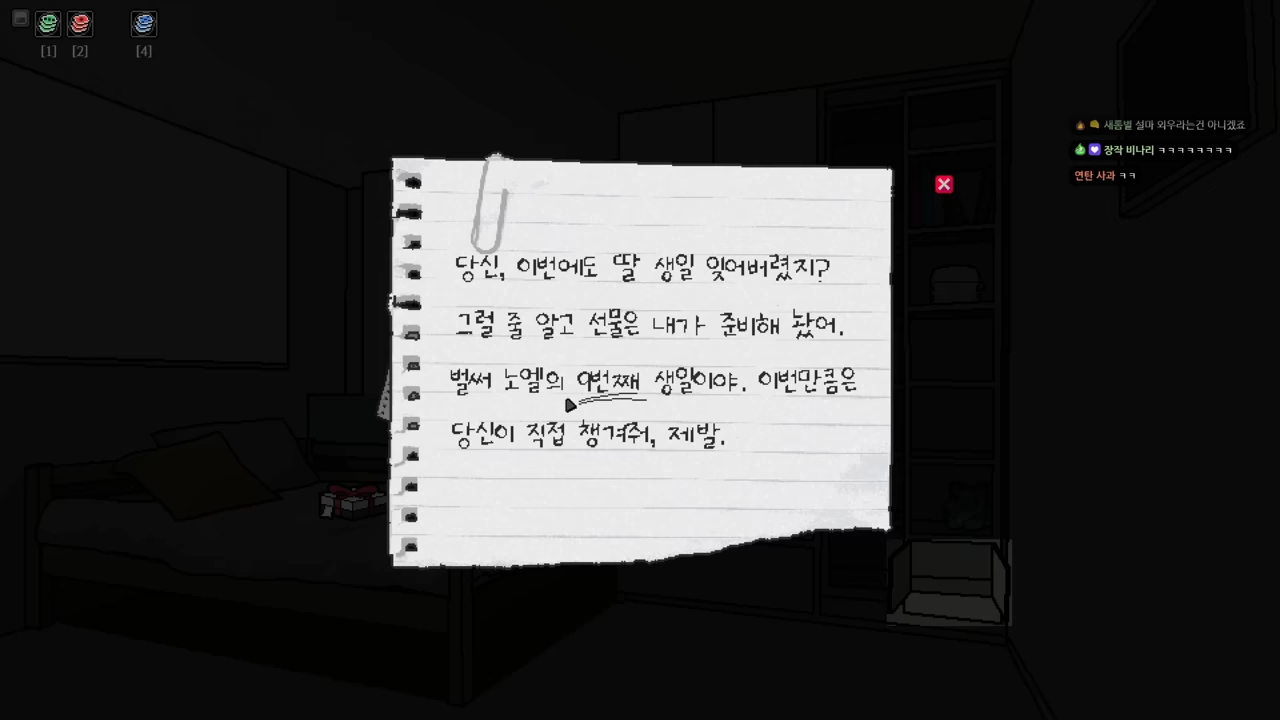 [1] [2] [4]
새롬별 설마 외우라는건 아니겠죠
장작 비나리 ㅋㅋㅋㅋㅋㅋㅋㅋ
연탄 사과 ㅋㅋ
당신, 이번에도 딸 생일 잊어버렸지?
그럴 줄 알고 선물은 내가 준비해 놨어.
벌써 노엘의 9번째 생일이야. 이번만큼은
당신이 직접 챙겨줘, 제발.